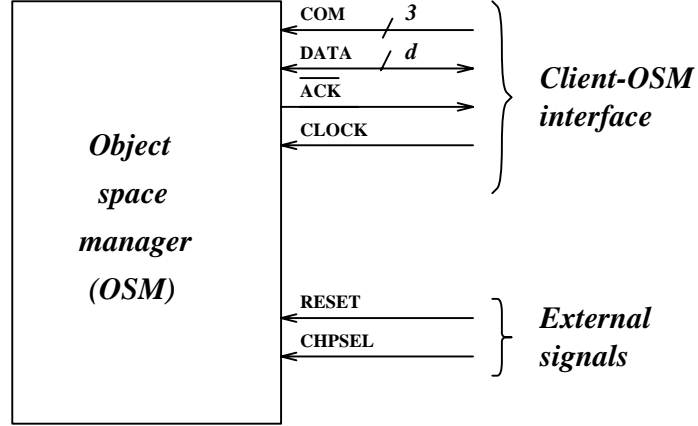 COM 3
DATA d
ACK
CLOCK
Client-OSM
interface
Object
space
manager
(OSM)
RESET
CHPSEL
External
signals